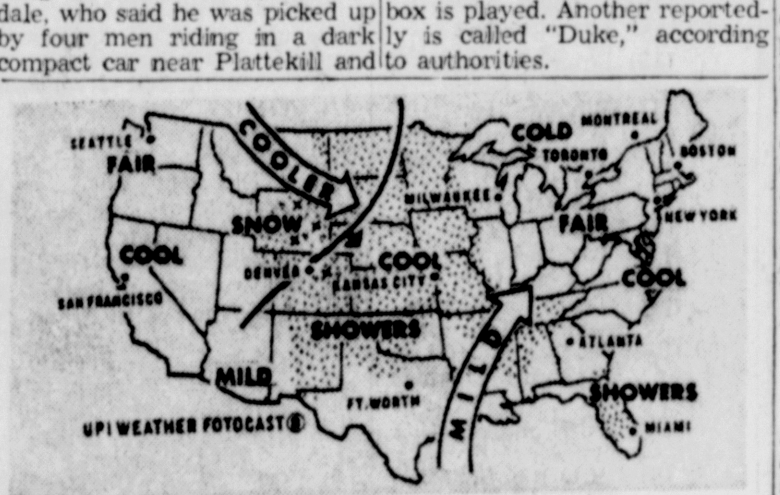 dale, who said he was picked up
by four men riding in a dark
compact car near Plattekill and
box is played. Another reported-
ly is called "Duke," according
to authorities.
SEATTLE
FAIR
COOLER
COLD
MONTREAL
TORONTO
BOSTON
MILWAUKEE
SNOW
FAIR
NEW YORK
COOL
DENVER
COOL
KANSAS CITY
COOL
SAN FRANCISCO
SHOWERS
MILD
ATLANTA
MILD
FT. WORTH
SHOWERS
MIAMI
UPI WEATHER FOTOCAST